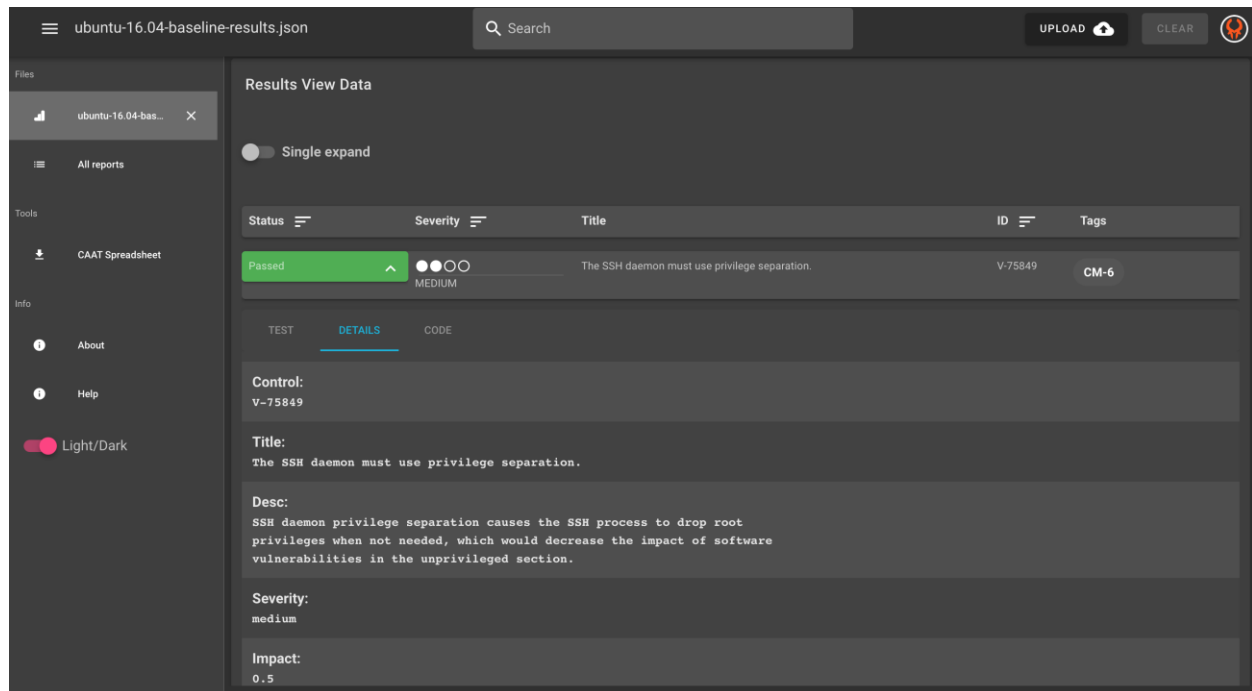 ubuntu-16.04-baseline-results.json
Search
UPLOAD
CLEAR
Files
ubuntu-16.04-bas...
All reports
Tools
CAAT Spreadsheet
Info
About
Help
Light/Dark
Results View Data
Single expand
Status Severity Title ID Tags
Passed MEDIUM The SSH daemon must use privilege separation. V-75849 CM-6
TEST DETAILS CODE
Control:
V-75849
Title:
The SSH daemon must use privilege separation.
Desc:
SSH daemon privilege separation causes the SSH process to drop root
privileges when not needed, which would decrease the impact of software
vulnerabilities in the unprivileged section.
Severity:
medium
Impact:
0.5